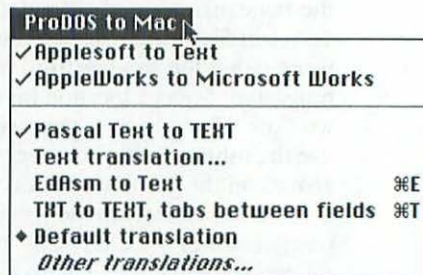 ProDOS to Mac
✓Applesoft to Text
✓AppleWorks to Microsoft Works
✓Pascal Text to TEXT
Text translation...
EdAsm to Text ⌘E
TXT to TEXT, tabs between fields ⌘T
◆ Default translation
Other translations...